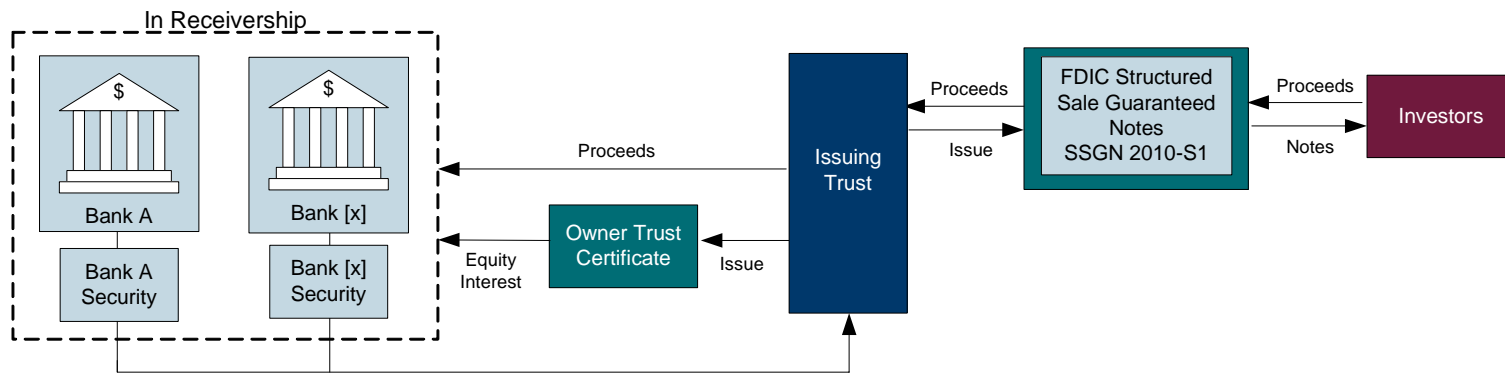 In Receivership
$
$
Bank A
Bank [x]
Bank A
Security
Bank [x]
Security
Proceeds
Equity
Interest
Owner Trust
Certificate
Issue
Issuing
Trust
Proceeds
Issue
FDIC Structured
Sale Guaranteed
Notes
SSGN 2010-S1
Proceeds
Notes
Investors